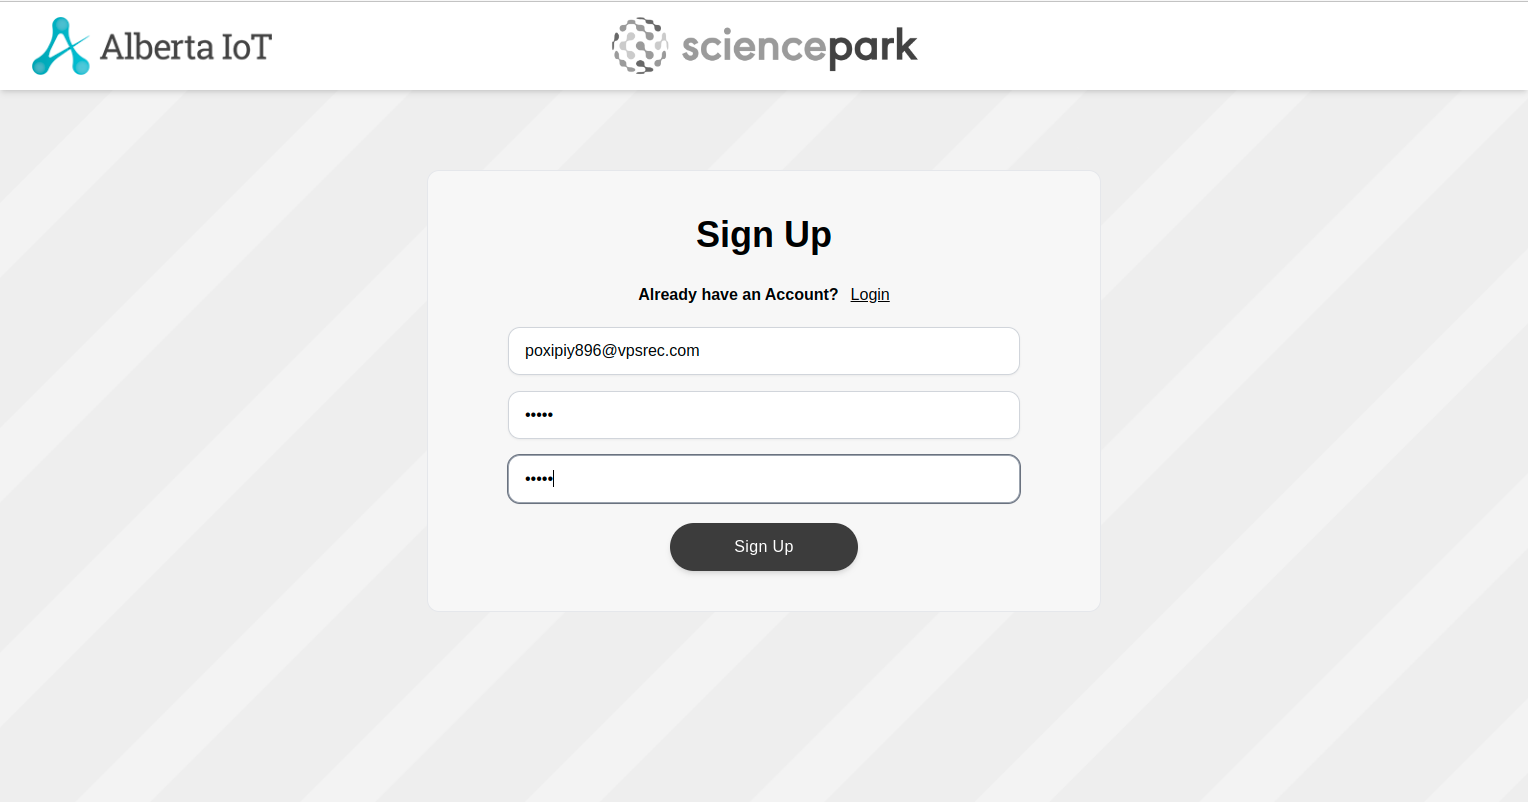 Alberta IoT
sciencepark
Sign Up
Already have an Account? Login
poxipiy896@vpsrec.com
•••••
•••••
Sign Up